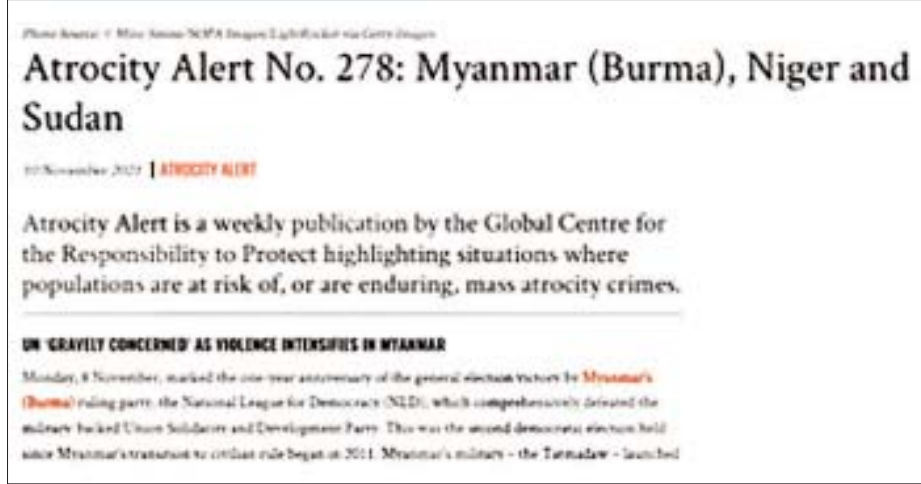 Atrocity Alert No. 278: Myanmar (Burma), Niger and
Sudan
10 November 2021 | ATROCITY ALERT
Atrocity Alert is a weekly publication by the Global Centre for
the Responsibility to Protect highlighting situations where
populations are at risk of, or are enduring, mass atrocity crimes.
UN 'GRAVELY CONCERNED' AS VIOLENCE INTENSIFIES IN MYANMAR
Monday, 8 November, marked the one-year anniversary of the general election victory by Myanmar's
(Burma) ruling party, the National League for Democracy (NLD), which comprehensively defeated the
military-backed Union Solidarity and Development Party. This was the second democratic election held
since Myanmar's transition to civilian rule began in 2011. Myanmar's military – the Tatmadaw – launched